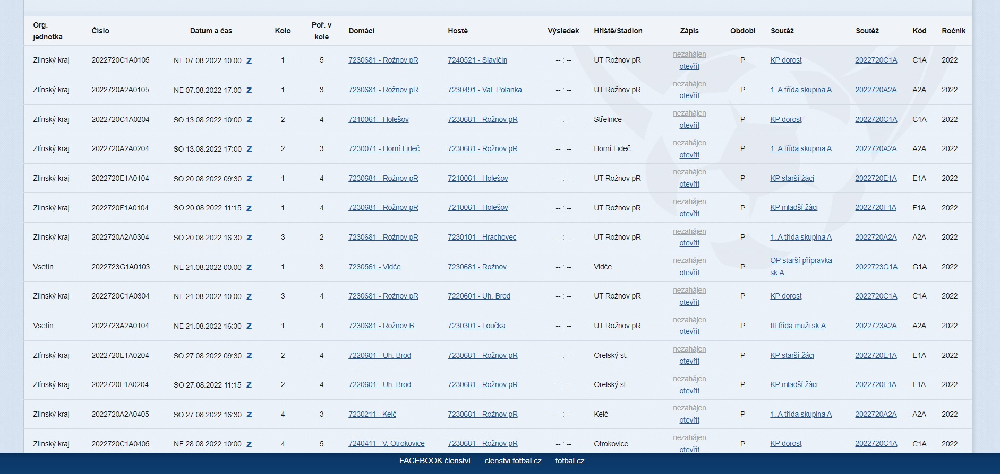 Org. jednotka Číslo Datum a čas Kolo Poř. v kole Domácí Hosté Výsledek Hřiště/Stadion Zápis Období Soutěž Soutěž Kód Ročník
Zlínský kraj 2022720C1A0105 NE 07.08.2022 10:00 Z 1 5 7230681 - Rožnov pR 7240521 - Slavičín -- : -- UT Rožnov pR nezahájen otevřít P KP dorost 2022720C1A C1A 2022
Zlínský kraj 2022720A2A0105 NE 07.08.2022 17:00 Z 1 3 7230681 - Rožnov pR 7230491 - Val. Polanka -- : -- UT Rožnov pR nezahájen otevřít P 1. A třída skupina A 2022720A2A A2A 2022
Zlínský kraj 2022720C1A0204 SO 13.08.2022 10:00 Z 2 4 7210061 - Holešov 7230681 - Rožnov pR -- : -- Střelnice nezahájen otevřít P KP dorost 2022720C1A C1A 2022
Zlínský kraj 2022720A2A0204 SO 13.08.2022 17:00 Z 2 3 7230071 - Horní Lideč 7230681 - Rožnov pR -- : -- Horní Lideč nezahájen otevřít P 1. A třída skupina A 2022720A2A A2A 2022
Zlínský kraj 2022720E1A0104 SO 20.08.2022 09:30 Z 1 4 7230681 - Rožnov pR 7210061 - Holešov -- : -- UT Rožnov pR nezahájen otevřít P KP starší žáci 2022720E1A E1A 2022
Zlínský kraj 2022720F1A0104 SO 20.08.2022 11:15 Z 1 4 7230681 - Rožnov pR 7210061 - Holešov -- : -- UT Rožnov pR nezahájen otevřít P KP mladší žáci 2022720F1A F1A 2022
Zlínský kraj 2022720A2A0304 SO 20.08.2022 16:30 Z 3 2 7230681 - Rožnov pR 7230101 - Hrachovec -- : -- UT Rožnov pR nezahájen otevřít P 1. A třída skupina A 2022720A2A A2A 2022
Vsetín 2022723G1A0103 NE 21.08.2022 00:00 Z 1 3 7230561 - Vidče 7230681 - Rožnov -- : -- Vidče nezahájen otevřít P OP starší přípravka sk.A 2022723G1A G1A 2022
Zlínský kraj 2022720C1A0304 NE 21.08.2022 10:00 Z 3 4 7230681 - Rožnov pR 7220601 - Uh. Brod -- : -- UT Rožnov pR nezahájen otevřít P KP dorost 2022720C1A C1A 2022
Vsetín 2022723A2A0104 NE 21.08.2022 16:30 Z 1 4 7230681 - Rožnov B 7230301 - Loučka -- : -- UT Rožnov pR nezahájen otevřít P III.třída muži sk.A 2022723A2A A2A 2022
Zlínský kraj 2022720E1A0204 SO 27.08.2022 09:30 Z 2 4 7220601 - Uh. Brod 7230681 - Rožnov pR -- : -- Orelský st. nezahájen otevřít P KP starší žáci 2022720E1A E1A 2022
Zlínský kraj 2022720F1A0204 SO 27.08.2022 11:15 Z 2 4 7220601 - Uh. Brod 7230681 - Rožnov pR -- : -- Orelský st. nezahájen otevřít P KP mladší žáci 2022720F1A F1A 2022
Zlínský kraj 2022720A2A0405 SO 27.08.2022 16:30 Z 4 3 7230211 - Kelč 7230681 - Rožnov pR -- : -- Kelč nezahájen otevřít P 1. A třída skupina A 2022720A2A A2A 2022
Zlínský kraj 2022720C1A0405 NE 28.08.2022 10:00 Z 4 5 7240411 - V. Otrokovice 7230681 - Rožnov pR -- : -- Otrokovice nezahájen otevřít P KP dorost 2022720C1A C1A 2022
FACEBOOK členství clenstvi.fotbal.cz fotbal.cz